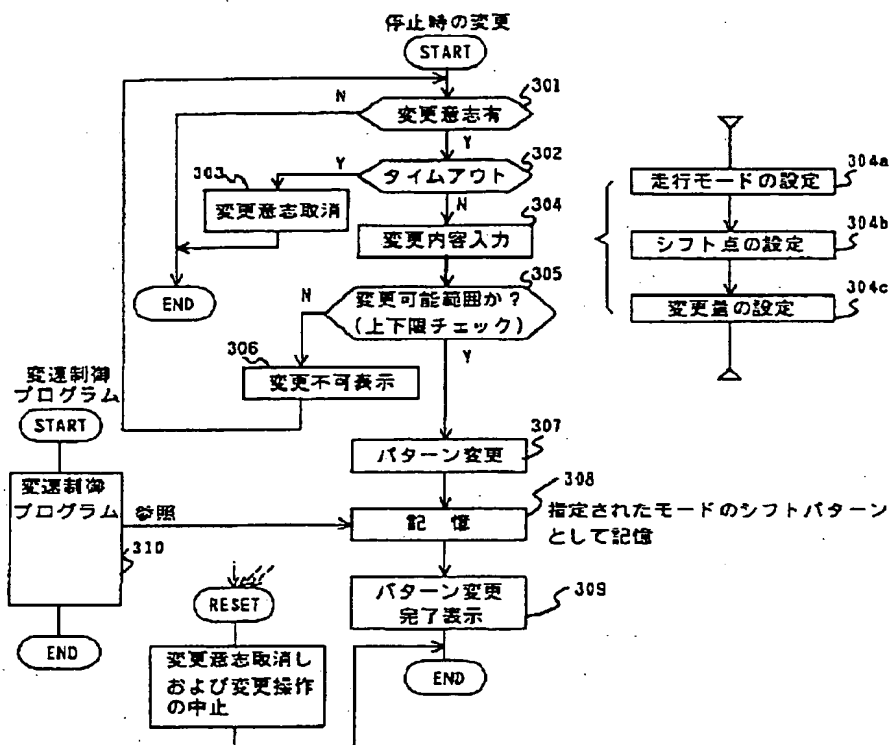 停止時の変更
START
301
N
変更意志有
Y
302
303
Y
タイムアウト
304a
走行モードの設定
変更意志取消
N
304
変更内容入力
304b
シフト点の設定
END
305
N
変更可能範囲か?
(上下限チェック)
304c
変更量の設定
Y
306
変更不可表示
変速制御
プログラム
START
307
パターン変更
変速制御
プログラム
310
参照
308
記 憶
指定されたモードのシフトパターン
として記憶
END
RESET
309
パターン変更
完了表示
END
変更意志取消し
および変更操作
の中止